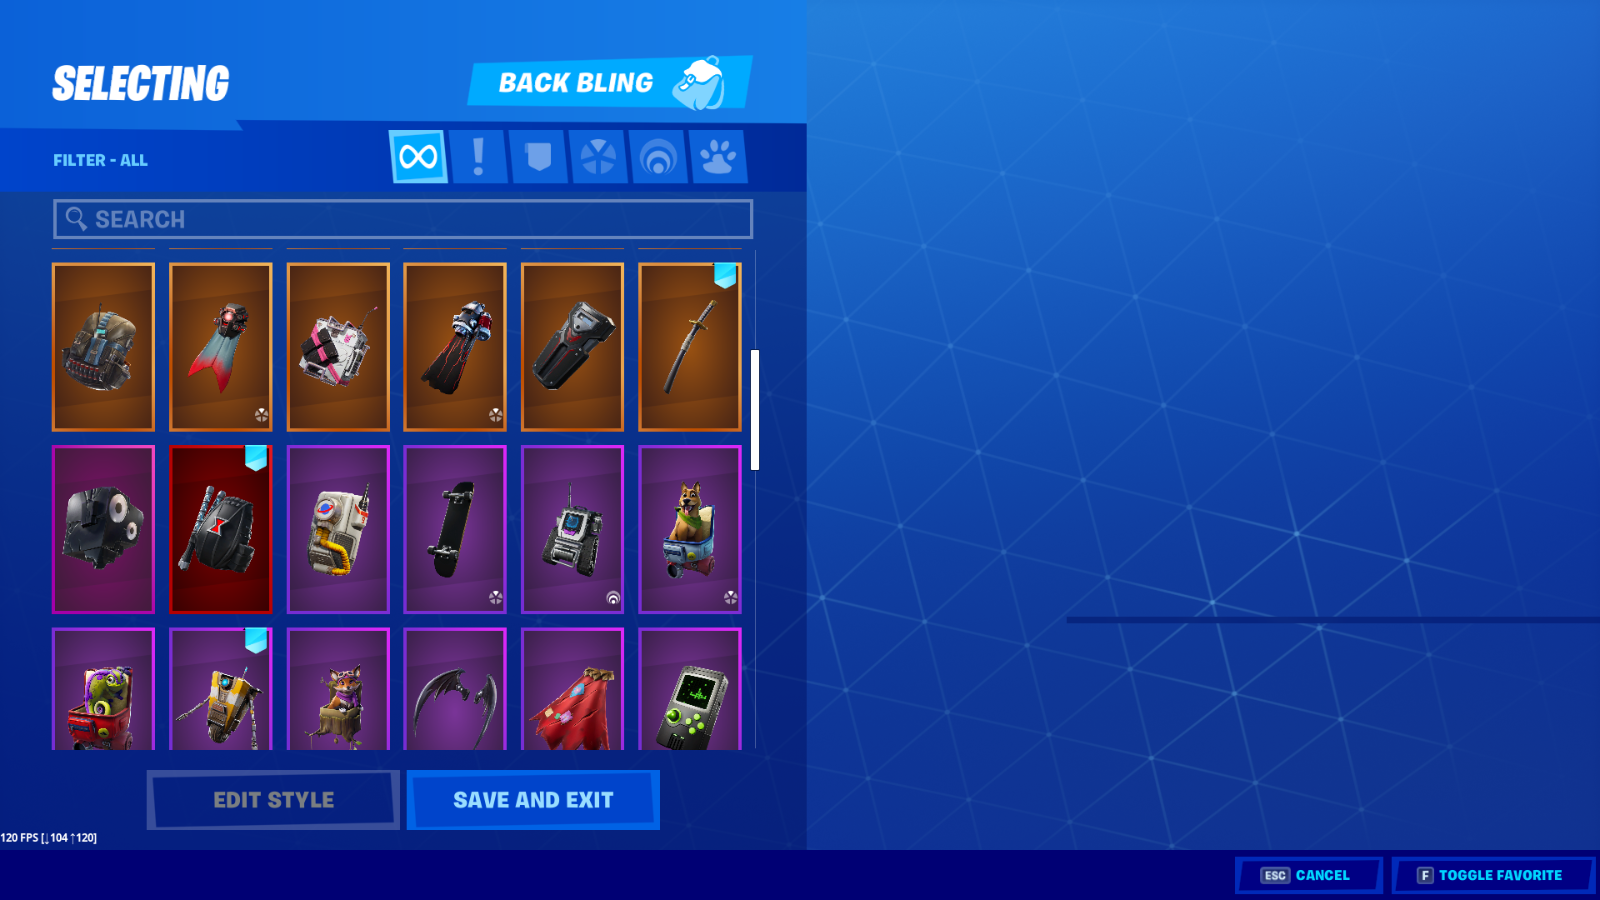 SELECTING
BACK BLING
FILTER - ALL
SEARCH
EDIT STYLE
SAVE AND EXIT
120 FPS [↓104 ↑120]
ESC CANCEL
F TOGGLE FAVORITE